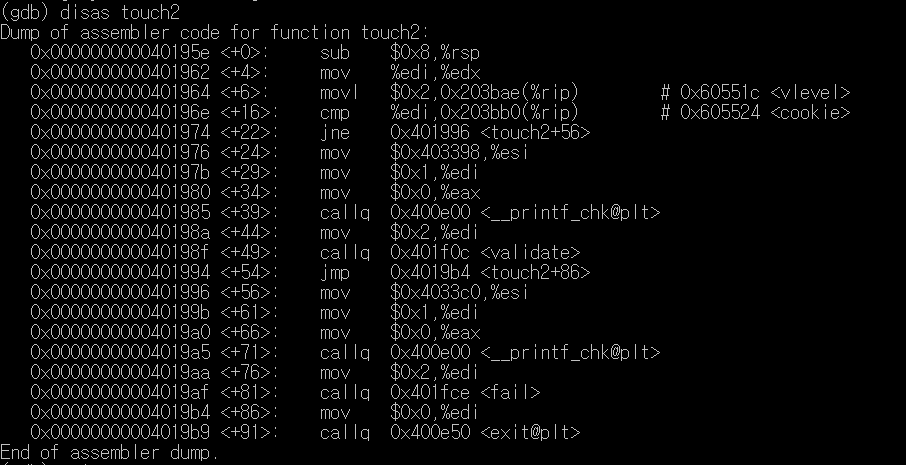 (gdb) disas touch2
Dump of assembler code for function touch2:
   0x000000000040195e <+0>:     sub    $0x8,%rsp
   0x0000000000401962 <+4>:     mov    %edi,%edx
   0x0000000000401964 <+6>:     movl   $0x2,0x203bae(%rip)        # 0x60551c <vlevel>
   0x000000000040196e <+16>:    cmp    %edi,0x203bb0(%rip)        # 0x605524 <cookie>
   0x0000000000401974 <+22>:    jne    0x401996 <touch2+56>
   0x0000000000401976 <+24>:    mov    $0x403398,%esi
   0x000000000040197b <+29>:    mov    $0x1,%edi
   0x0000000000401980 <+34>:    mov    $0x0,%eax
   0x0000000000401985 <+39>:    callq  0x400e00 <__printf_chk@plt>
   0x000000000040198a <+44>:    mov    $0x2,%edi
   0x000000000040198f <+49>:    callq  0x401f0c <validate>
   0x0000000000401994 <+54>:    jmp    0x4019b4 <touch2+86>
   0x0000000000401996 <+56>:    mov    $0x4033c0,%esi
   0x000000000040199b <+61>:    mov    $0x1,%edi
   0x00000000004019a0 <+66>:    mov    $0x0,%eax
   0x00000000004019a5 <+71>:    callq  0x400e00 <__printf_chk@plt>
   0x00000000004019aa <+76>:    mov    $0x2,%edi
   0x00000000004019af <+81>:    callq  0x401fce <fail>
   0x00000000004019b4 <+86>:    mov    $0x0,%edi
   0x00000000004019b9 <+91>:    callq  0x400e50 <exit@plt>
End of assembler dump.